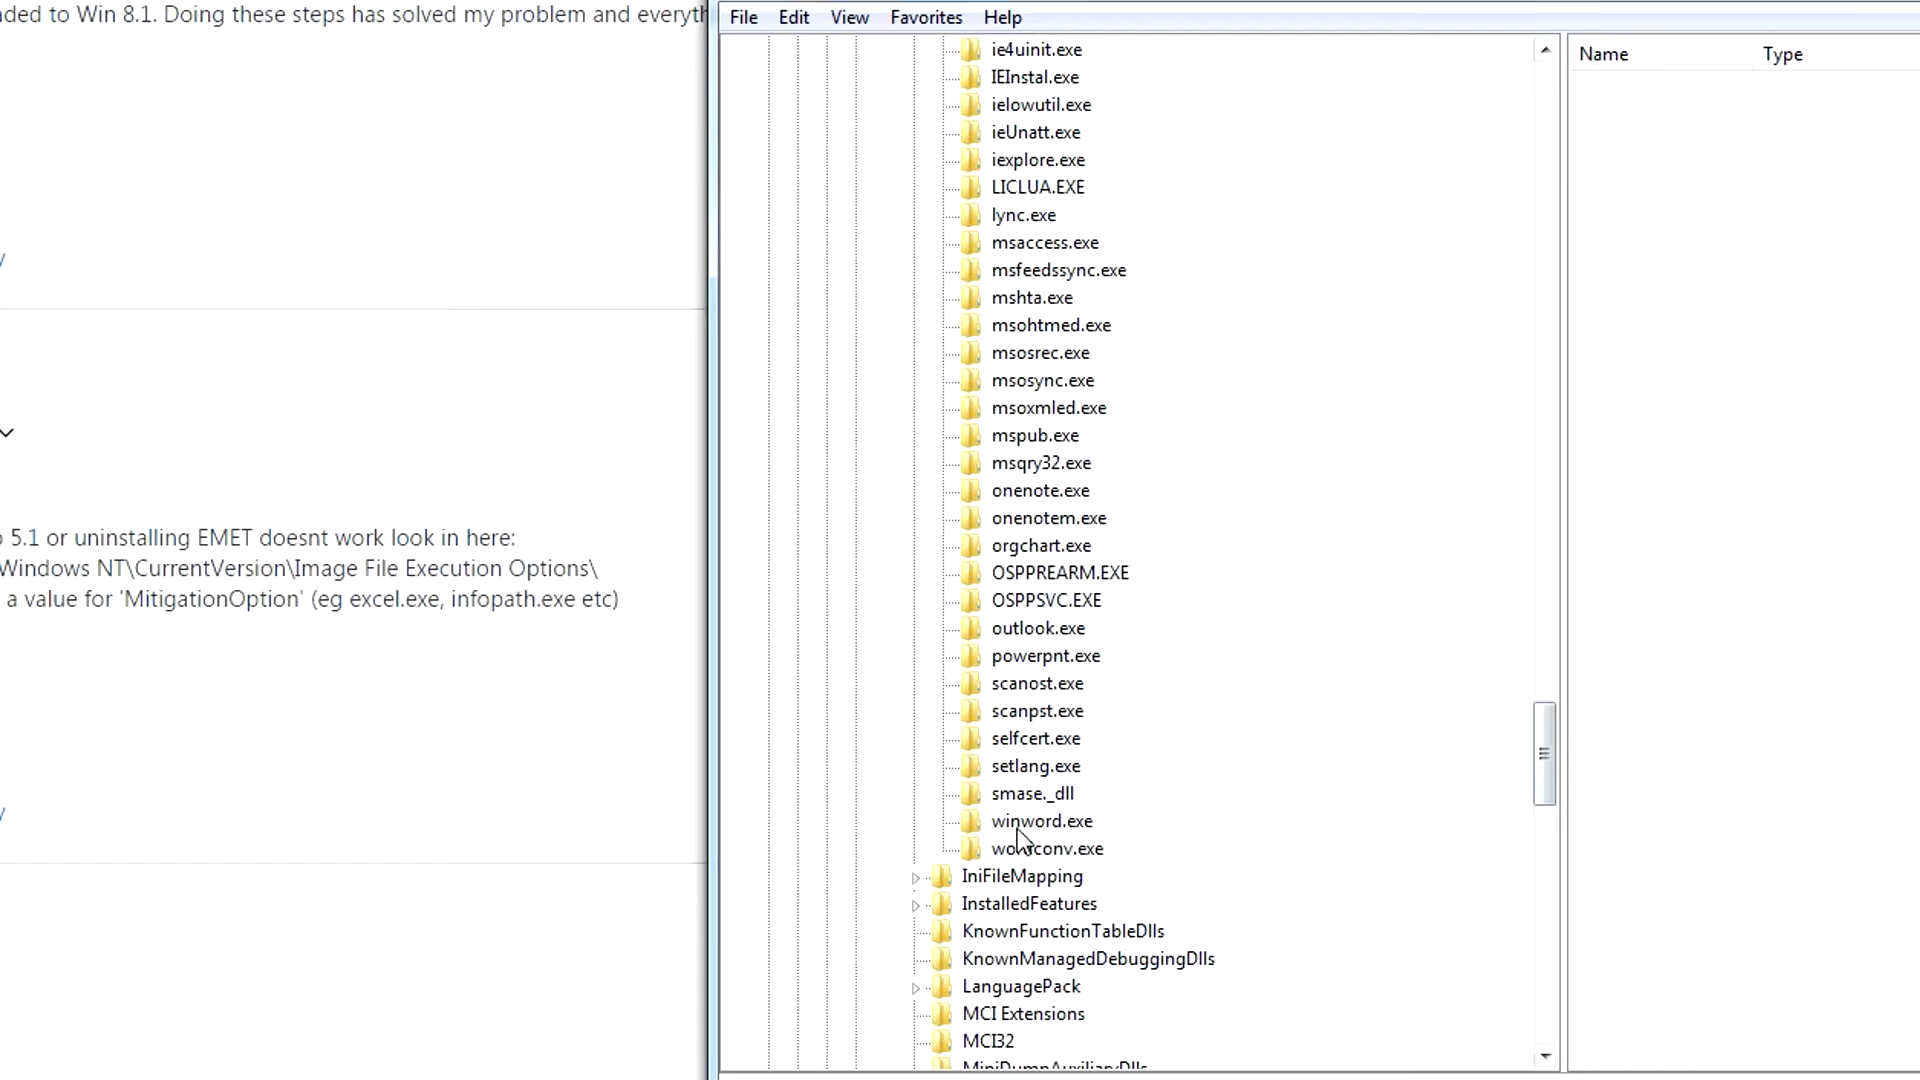 ded to Win 8.1. Doing these steps has solved my problem and everyth
5.1 or uninstalling EMET doesnt work look in here:
Windows NT\CurrentVersion\Image File Execution Options\
a value for 'MitigationOption' (eg excel.exe, infopath.exe etc)
File Edit View Favorites Help
ie4uinit.exe
IEInstal.exe
ielowutil.exe
ieUnatt.exe
iexplore.exe
LICLUA.EXE
lync.exe
msaccess.exe
msfeedssync.exe
mshta.exe
msohtmed.exe
msosrec.exe
msosync.exe
msoxmled.exe
mspub.exe
msqry32.exe
onenote.exe
onenotem.exe
orgchart.exe
OSPPREARM.EXE
OSPPSVC.EXE
outlook.exe
powerpnt.exe
scanost.exe
scanpst.exe
selfcert.exe
setlang.exe
smase._dll
winword.exe
IniFileMapping
InstalledFeatures
KnownFunctionTableDlls
KnownManagedDebuggingDlls
LanguagePack
MCI Extensions
MCI32
MiniDumpAuxiliaryDlls
Name Type